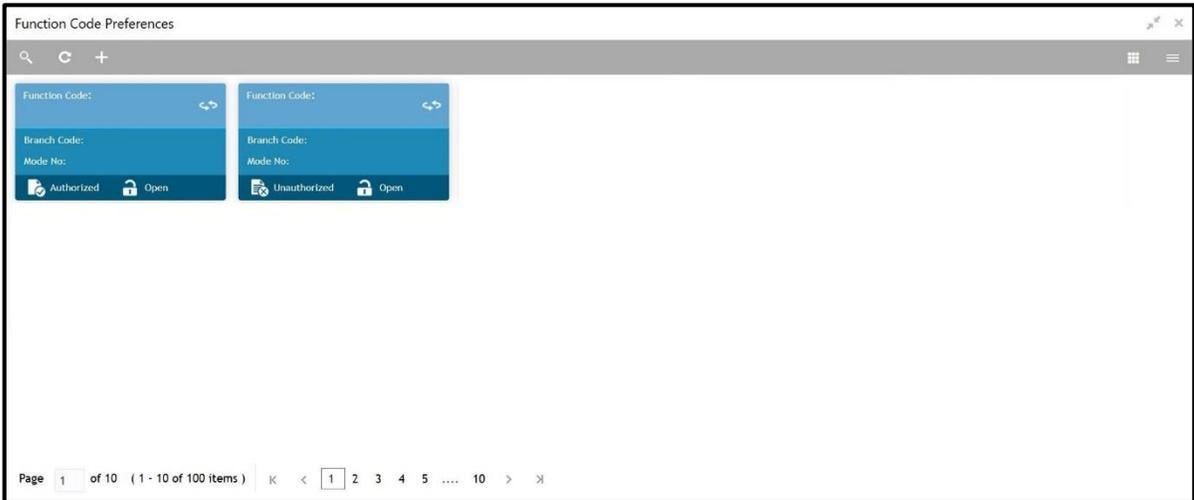 Function Code Preferences
Function Code:
Branch Code:
Mode No:
Authorized Open
Function Code:
Branch Code:
Mode No:
Unauthorized Open
Page 1 of 10 ( 1 - 10 of 100 items ) 1 2 3 4 5 .... 10